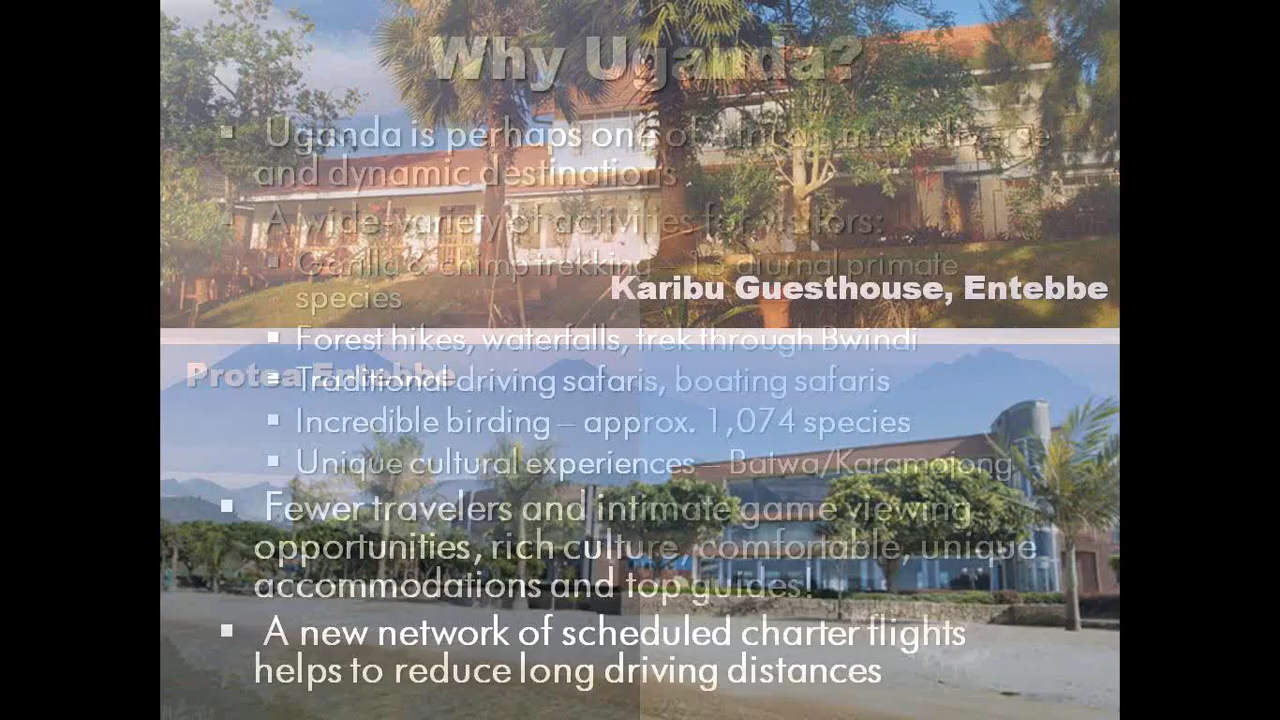 Why Uganda?
▪ Uganda is perhaps one of Africa's most diverse
and dynamic destinations
▪ A wide-variety of activities for visitors:
▪ Gorilla & chimp trekking – 13 diurnal primate
species
Karibu Guesthouse, Entebbe
▪ Forest hikes, waterfalls, trek through Bwindi
Protea Entebbe
▪ Traditional driving safaris, boating safaris
▪ Incredible birding – approx. 1,074 species
▪ Unique cultural experiences – Batwa/Karamojong
▪ Fewer travelers and intimate game viewing
opportunities, rich culture, comfortable, unique
accommodations and top guides!
▪ A new network of scheduled charter flights
helps to reduce long driving distances